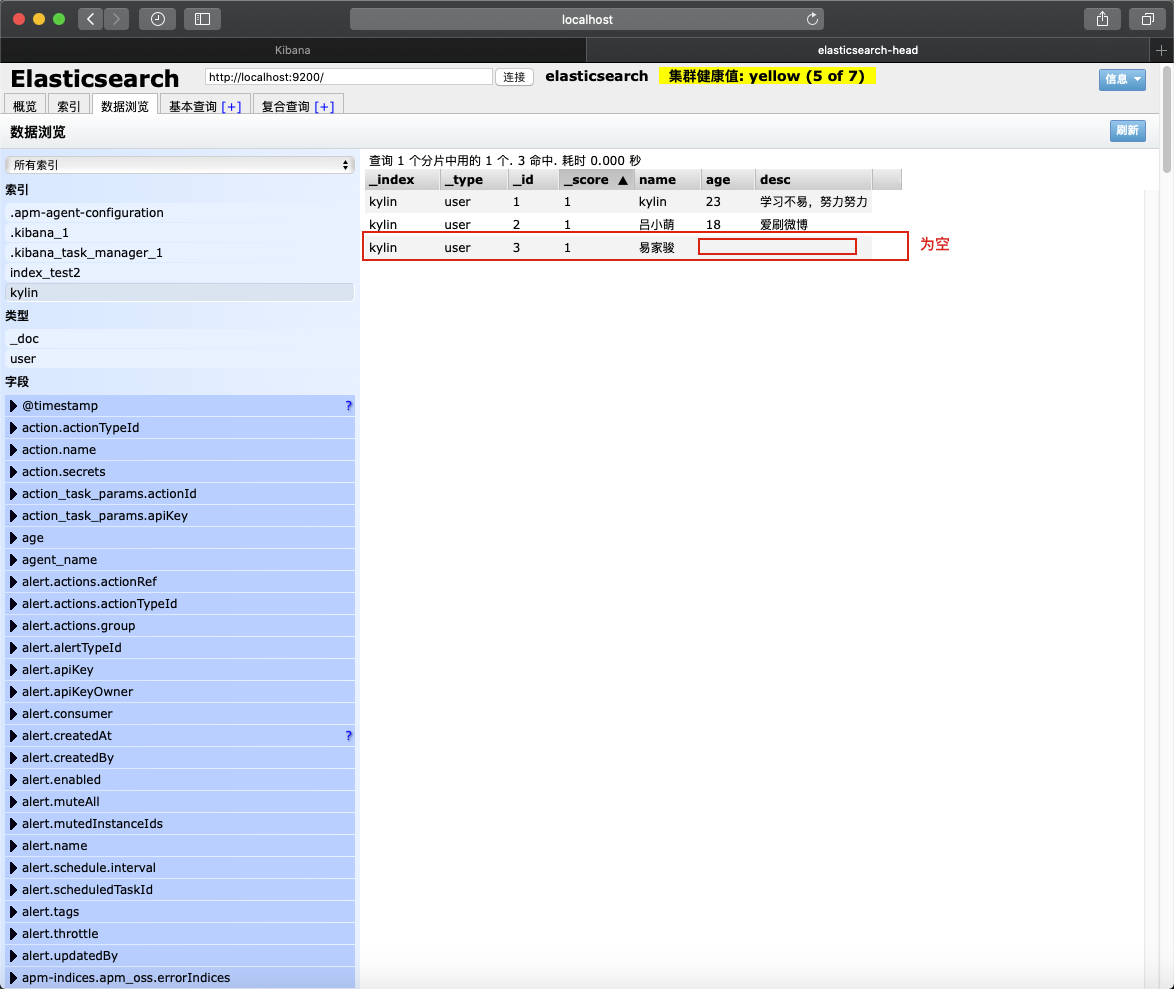 localhost
Kibana
elasticsearch-head
Elasticsearch http://localhost:9200/ 连接 elasticsearch 集群健康值: yellow (5 of 7) 信息
概览 索引 数据浏览 基本查询 [+] 复合查询 [+]
数据浏览 刷新
所有索引
索引
.apm-agent-configuration
.kibana_1
.kibana_task_manager_1
index_test2
kylin
类型
_doc
user
字段
@timestamp ?
action.actionTypeId
action.name
action.secrets
action_task_params.actionId
action_task_params.apiKey
age
agent_name
alert.actions.actionRef
alert.actions.actionTypeId
alert.actions.group
alert.alertTypeId
alert.apiKey
alert.apiKeyOwner
alert.consumer
alert.createdAt ?
alert.createdBy
alert.enabled
alert.muteAll
alert.mutedInstanceIds
alert.name
alert.schedule.interval
alert.scheduledTaskId
alert.tags
alert.throttle
alert.updatedBy
apm-indices.apm_oss.errorIndices
查询 1 个分片中用的 1 个. 3 命中. 耗时 0.000 秒
_index _type _id _score ▲ name age desc
kylin user 1 1 kylin 23 学习不易，努力努力
kylin user 2 1 吕小萌 18 爱刷微博
kylin user 3 1 易家骏 为空